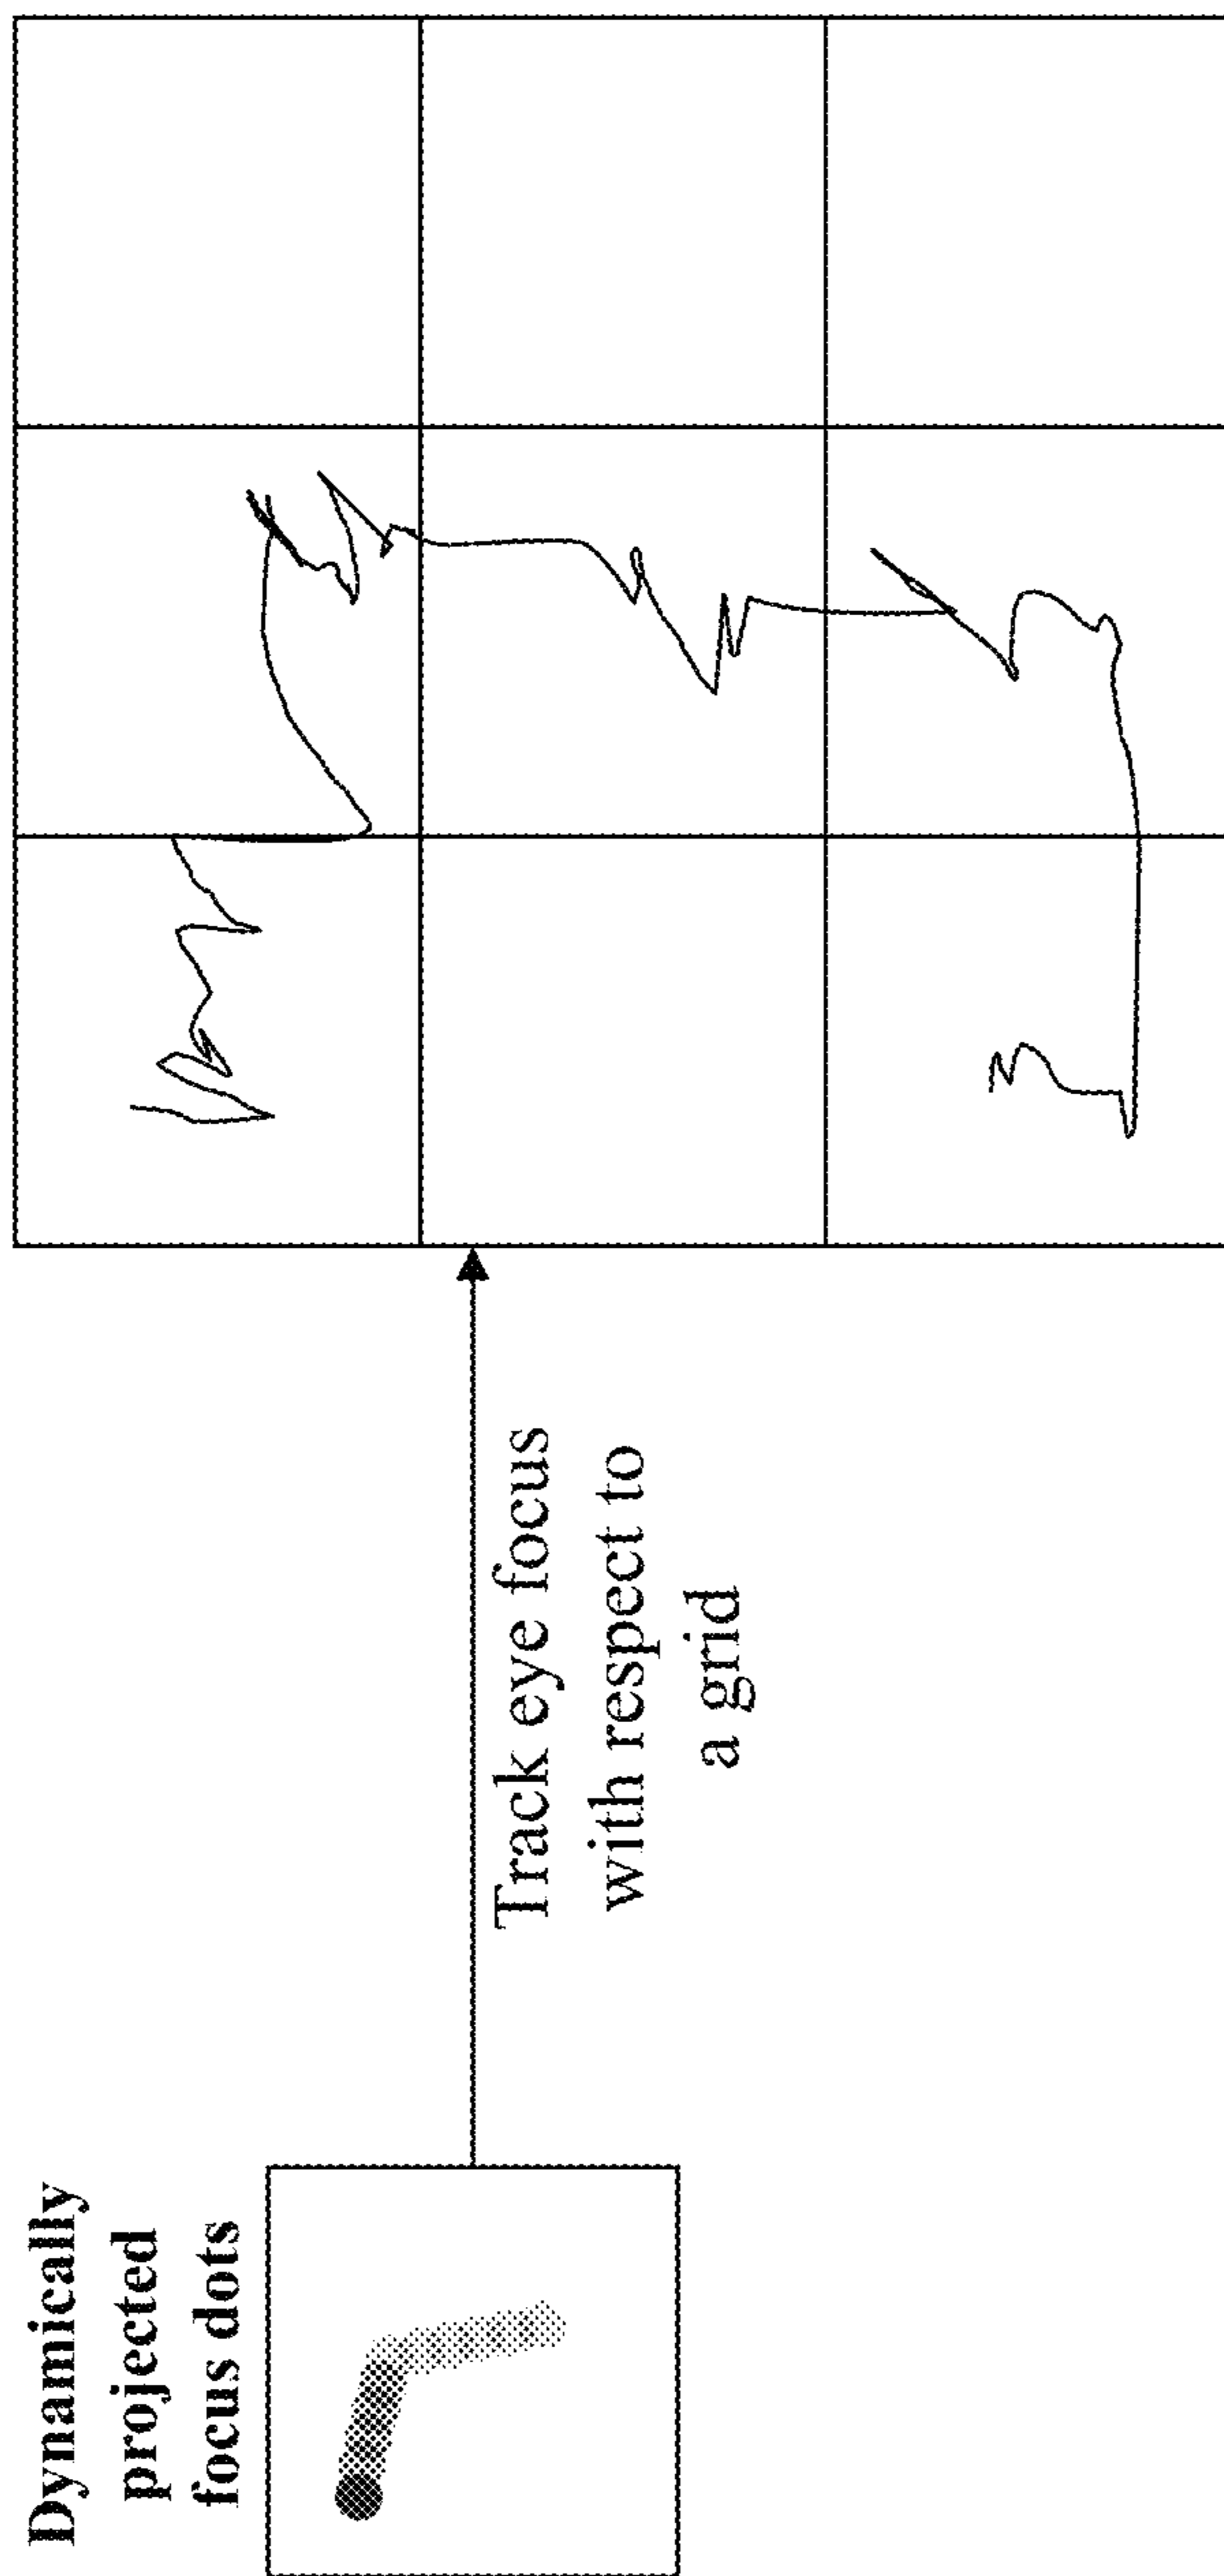 Dynamically
projected
focus dots
Track eye focus
with respect to
a grid